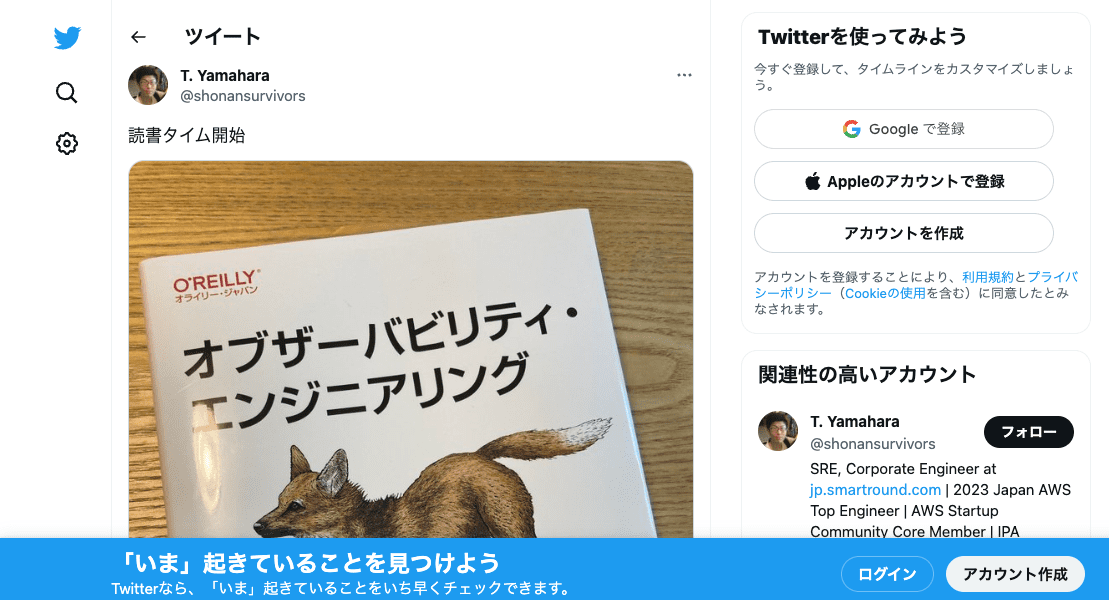 ツイート
T. Yamahara
@shonansurvivors
読書タイム開始
O'REILLY
オライリー・ジャパン
オブザーバビリティ・
エンジニアリング
Twitterを使ってみよう
今すぐ登録して、タイムラインをカスタマイズしましょ
う。
Google で登録
Appleのアカウントで登録
アカウントを作成
アカウントを登録することにより、利用規約とプライバ
シーポリシー（Cookieの使用を含む）に同意したとみ
なされます。
関連性の高いアカウント
T. Yamahara
@shonansurvivors
フォロー
SRE, Corporate Engineer at
jp.smartround.com | 2023 Japan AWS
Top Engineer | AWS Startup
Community Core Member | IPA
「いま」起きていることを見つけよう
Twitterなら、「いま」起きていることをいち早くチェックできます。
ログイン
アカウント作成